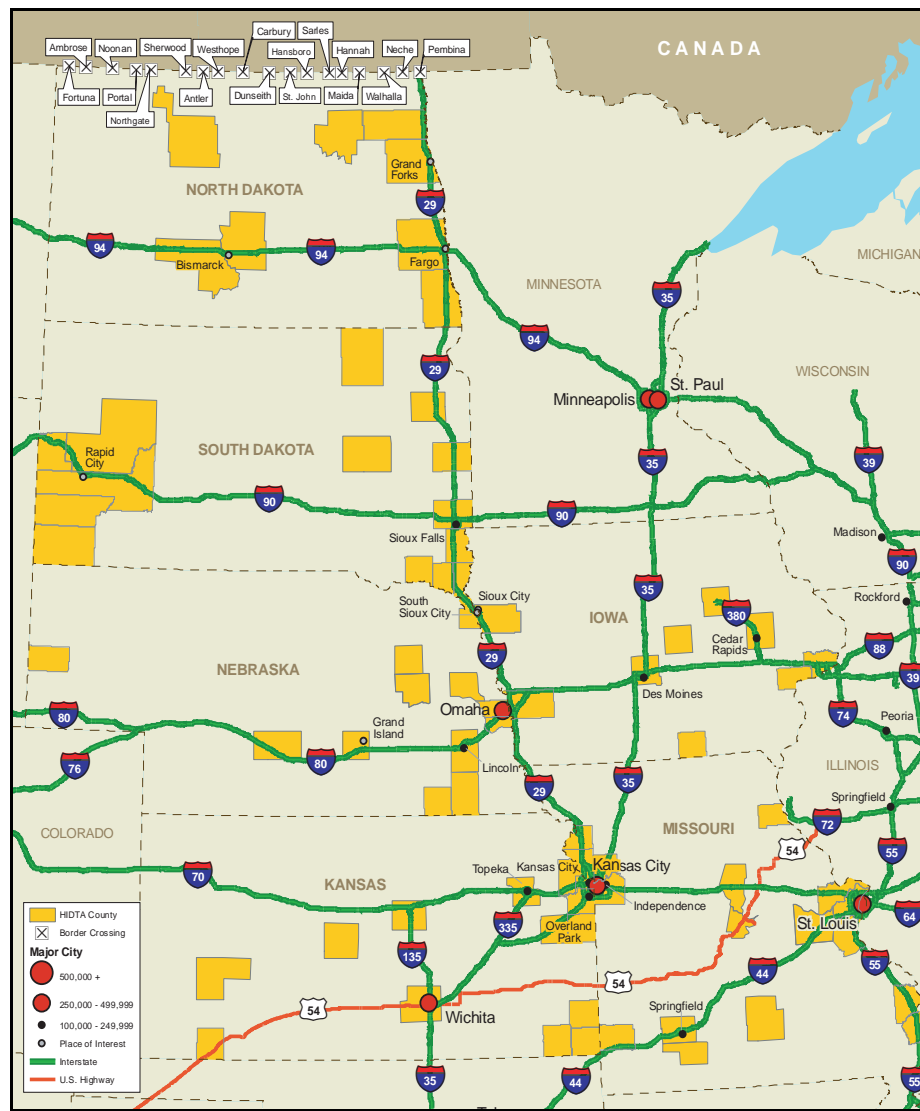 CANADA
Carbury
Sarles
Ambrose
Noonan
Sherwood
Westhope
Hansboro
Hannah
Neche
Pembina
Fortuna
Portal
Antler
Dunseith
St. John
Maida
Walhalla
Northgate
Grand
Forks
NORTH DAKOTA
29
94
94
Bismarck
Fargo
MICHIGAN
MINNESOTA
35
94
29
WISCONSIN
St. Paul
Minneapolis
SOUTH DAKOTA
Rapid
City
35
39
90
90
Sioux Falls
Madison
90
35
South
Sioux City
Sioux City
IOWA
380
Rockford
Cedar
Rapids
88
29
NEBRASKA
39
Des Moines
80
Omaha
74
Peoria
Grand
Island
76
80
Lincoln
29
35
ILLINOIS
Springfield
COLORADO
MISSOURI
72
54
55
70
Topeka
Kansas City
Kansas City
KANSAS
Independence
335
Overland
Park
St. Louis
64
135
55
44
54
54
Wichita
Springfield
35
44
55
HIDTA County
Border Crossing
Major City
500,000 +
250,000 - 499,999
100,000 - 249,999
Place of Interest
Interstate
U.S. Highway